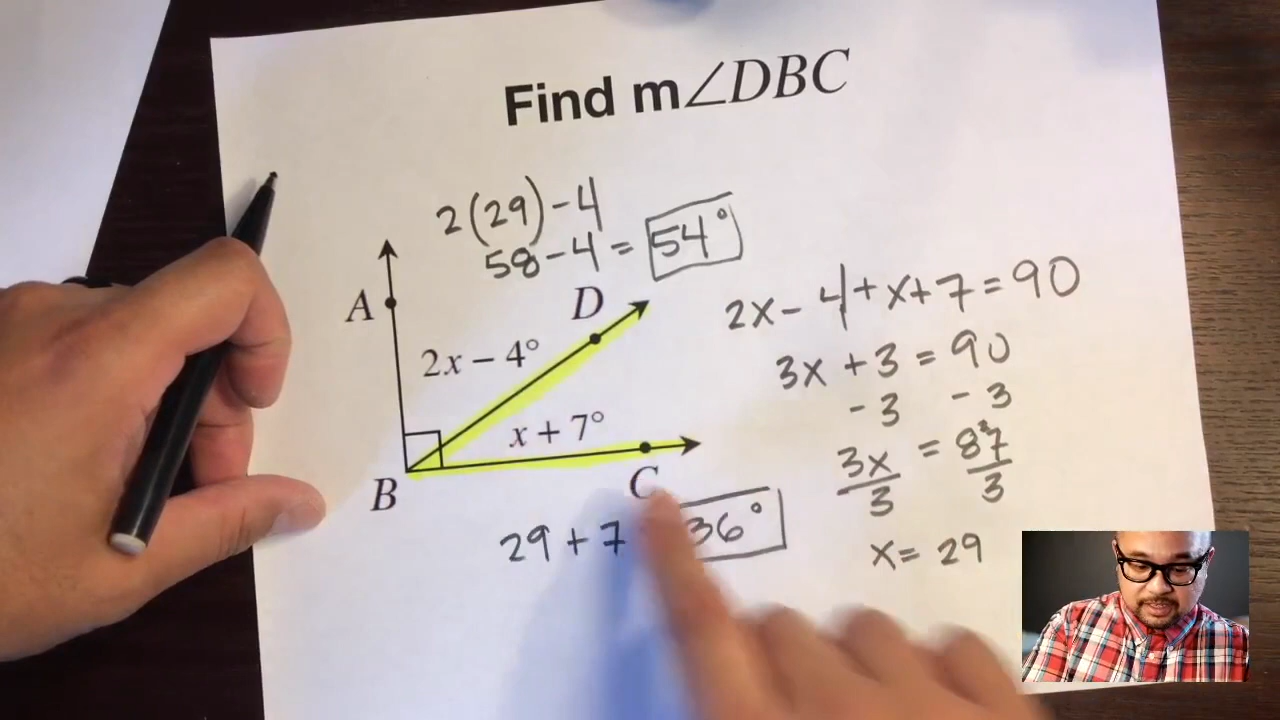 Find m∠DBC
2(29)-4
58-4 = 54°
A
D
2x − 4°
x + 7°
B
C
29+7 36°
2x-4+x+7=90
3x+3=90
-3 -3
3x/3 = 87/3
x=29